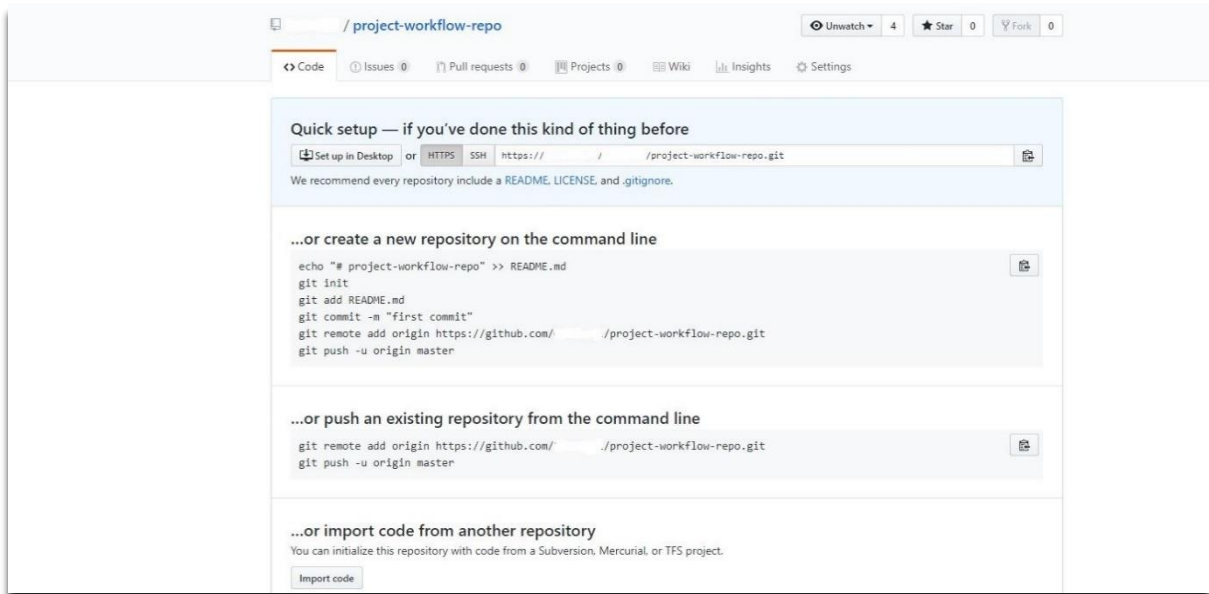 / project-workflow-repo
Unwatch 4 Star 0 Fork 0
<> Code Issues 0 Pull requests 0 Projects 0 Wiki Insights Settings
Quick setup — if you've done this kind of thing before
Set up in Desktop or HTTPS SSH https:// / /project-workflow-repo.git
We recommend every repository include a README, LICENSE, and .gitignore.
...or create a new repository on the command line
echo "# project-workflow-repo" >> README.md
git init
git add README.md
git commit -m "first commit"
git remote add origin https://github.com/ /project-workflow-repo.git
git push -u origin master
...or push an existing repository from the command line
git remote add origin https://github.com/ ./project-workflow-repo.git
git push -u origin master
...or import code from another repository
You can initialize this repository with code from a Subversion, Mercurial, or TFS project.
Import code